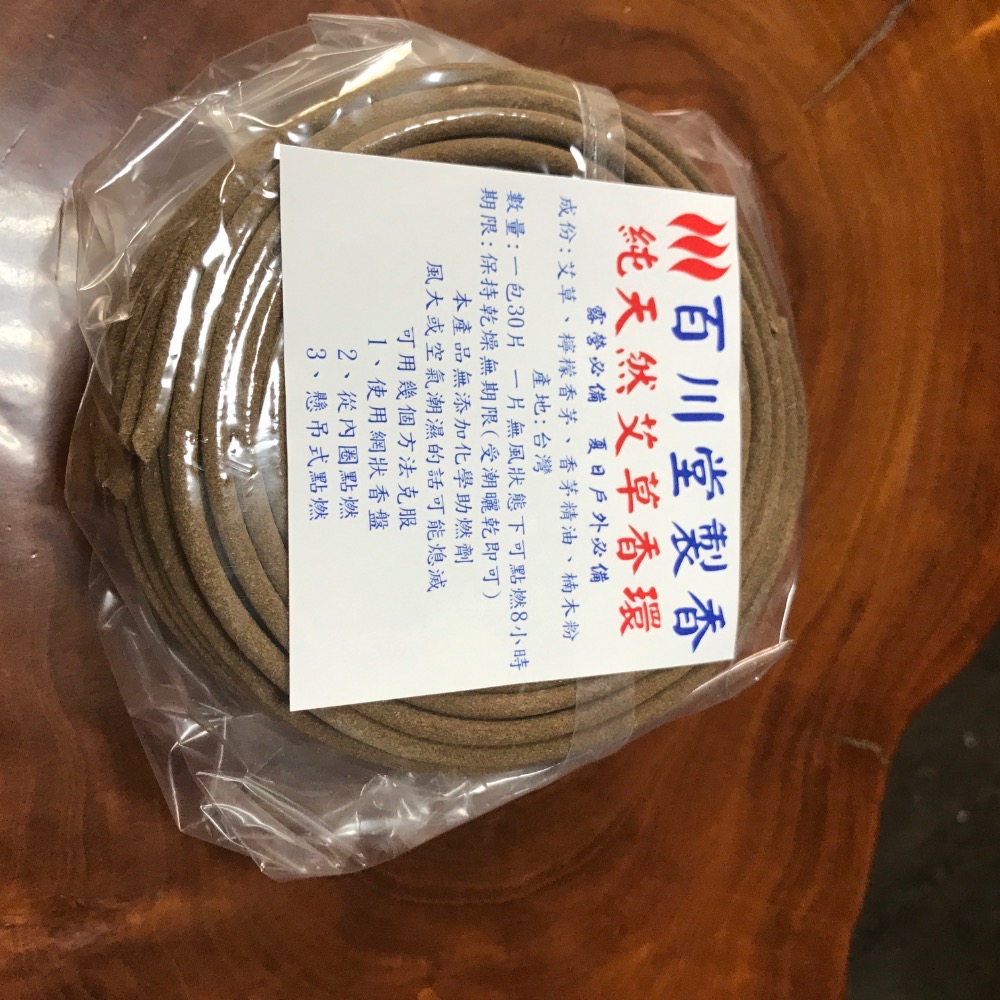 百川堂製香
純天然艾草香環
露營必備 夏日戶外必備
成份:艾草、檸檬香茅、香茅精油、楠木粉
產地:台灣
數量:一包30片 一片無風狀態下可點燃8小時
期限:保持乾燥無期限(受潮曬乾即可)
本產品無添加化學助燃劑
風大或空氣潮濕的話可能熄滅
可用幾個方法克服
1、使用網狀香盤
2、從內圈點燃
3、懸吊式點燃